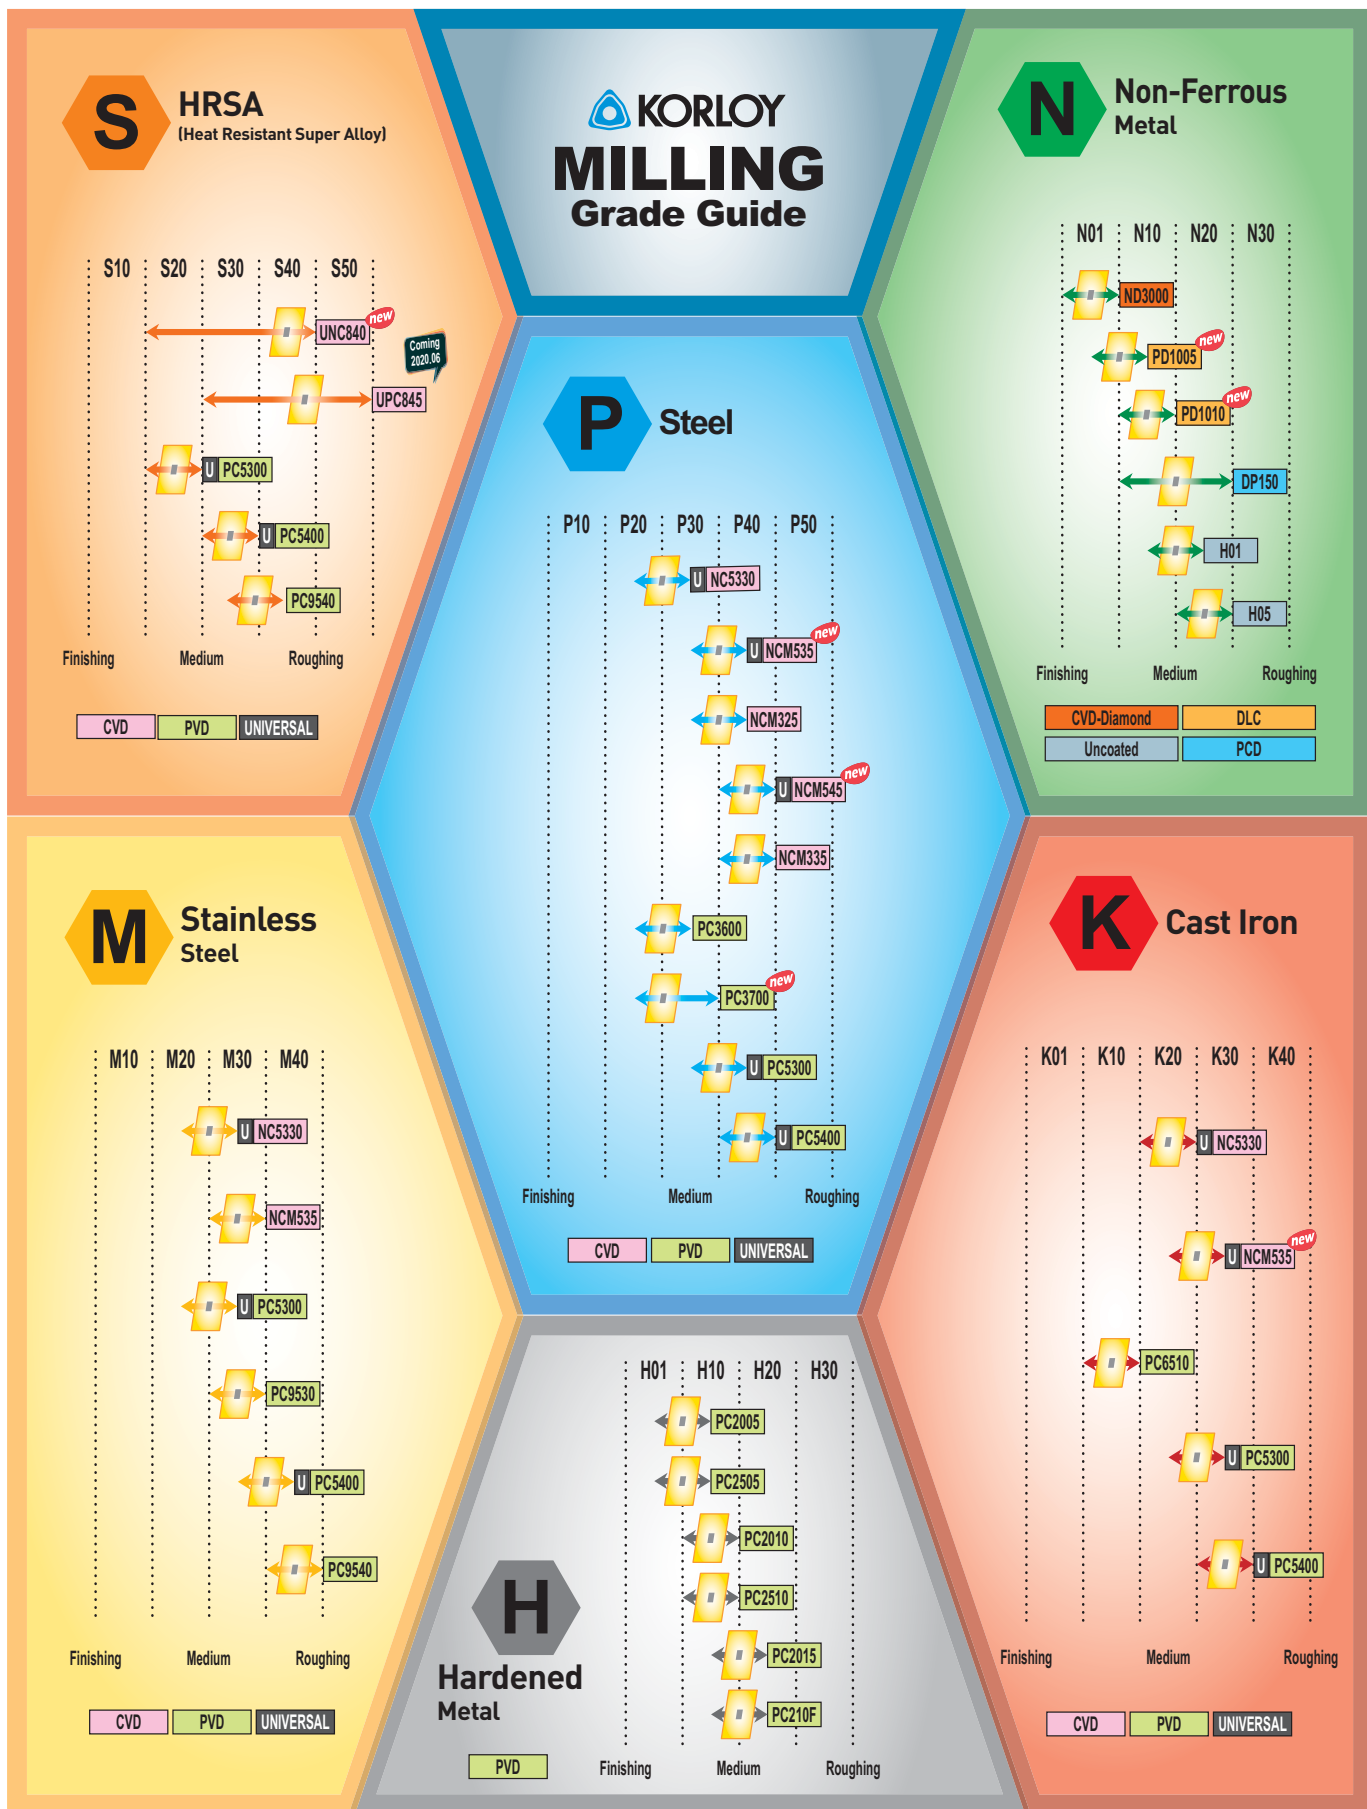 KORLOY
MILLING
Grade Guide
S
HRSA
(Heat Resistant Super Alloy)
S10 S20 S30 S40 S50
UNC840 new
Coming
2020.06
UPC845
U PC5300
U PC5400
PC9540
Finishing Medium Roughing
CVD PVD UNIVERSAL
N
Non-Ferrous
Metal
N01 N10 N20 N30
ND3000
PD1005 new
PD1010 new
DP150
H01
H05
Finishing Medium Roughing
CVD-Diamond DLC
Uncoated PCD
P
Steel
P10 P20 P30 P40 P50
U NC5330
U NCM535 new
NCM325
U NCM545 new
NCM335
PC3600
PC3700 new
U PC5300
U PC5400
Finishing Medium Roughing
CVD PVD UNIVERSAL
M
Stainless
Steel
M10 M20 M30 M40
U NC5330
NCM535
U PC5300
PC9530
U PC5400
PC9540
Finishing Medium Roughing
CVD PVD UNIVERSAL
K
Cast Iron
K01 K10 K20 K30 K40
U NC5330
U NCM535 new
PC6510
U PC5300
U PC5400
Finishing Medium Roughing
CVD PVD UNIVERSAL
H01 H10 H20 H30
PC2005
PC2505
PC2010
PC2510
PC2015
PC210F
H
Hardened
Metal
Finishing Medium Roughing
PVD